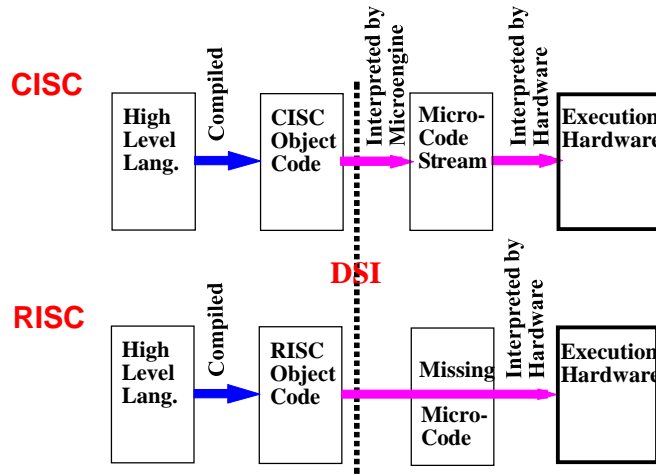 CISC
High
Level
Lang.
Compiled
CISC
Object
Code
Interpreted by
Microengine
Micro-
Code
Stream
Interpreted by
Hardware
Execution
Hardware
DSI
RISC
High
Level
Lang.
Compiled
RISC
Object
Code
Missing
Micro-
Code
Interpreted by
Hardware
Execution
Hardware